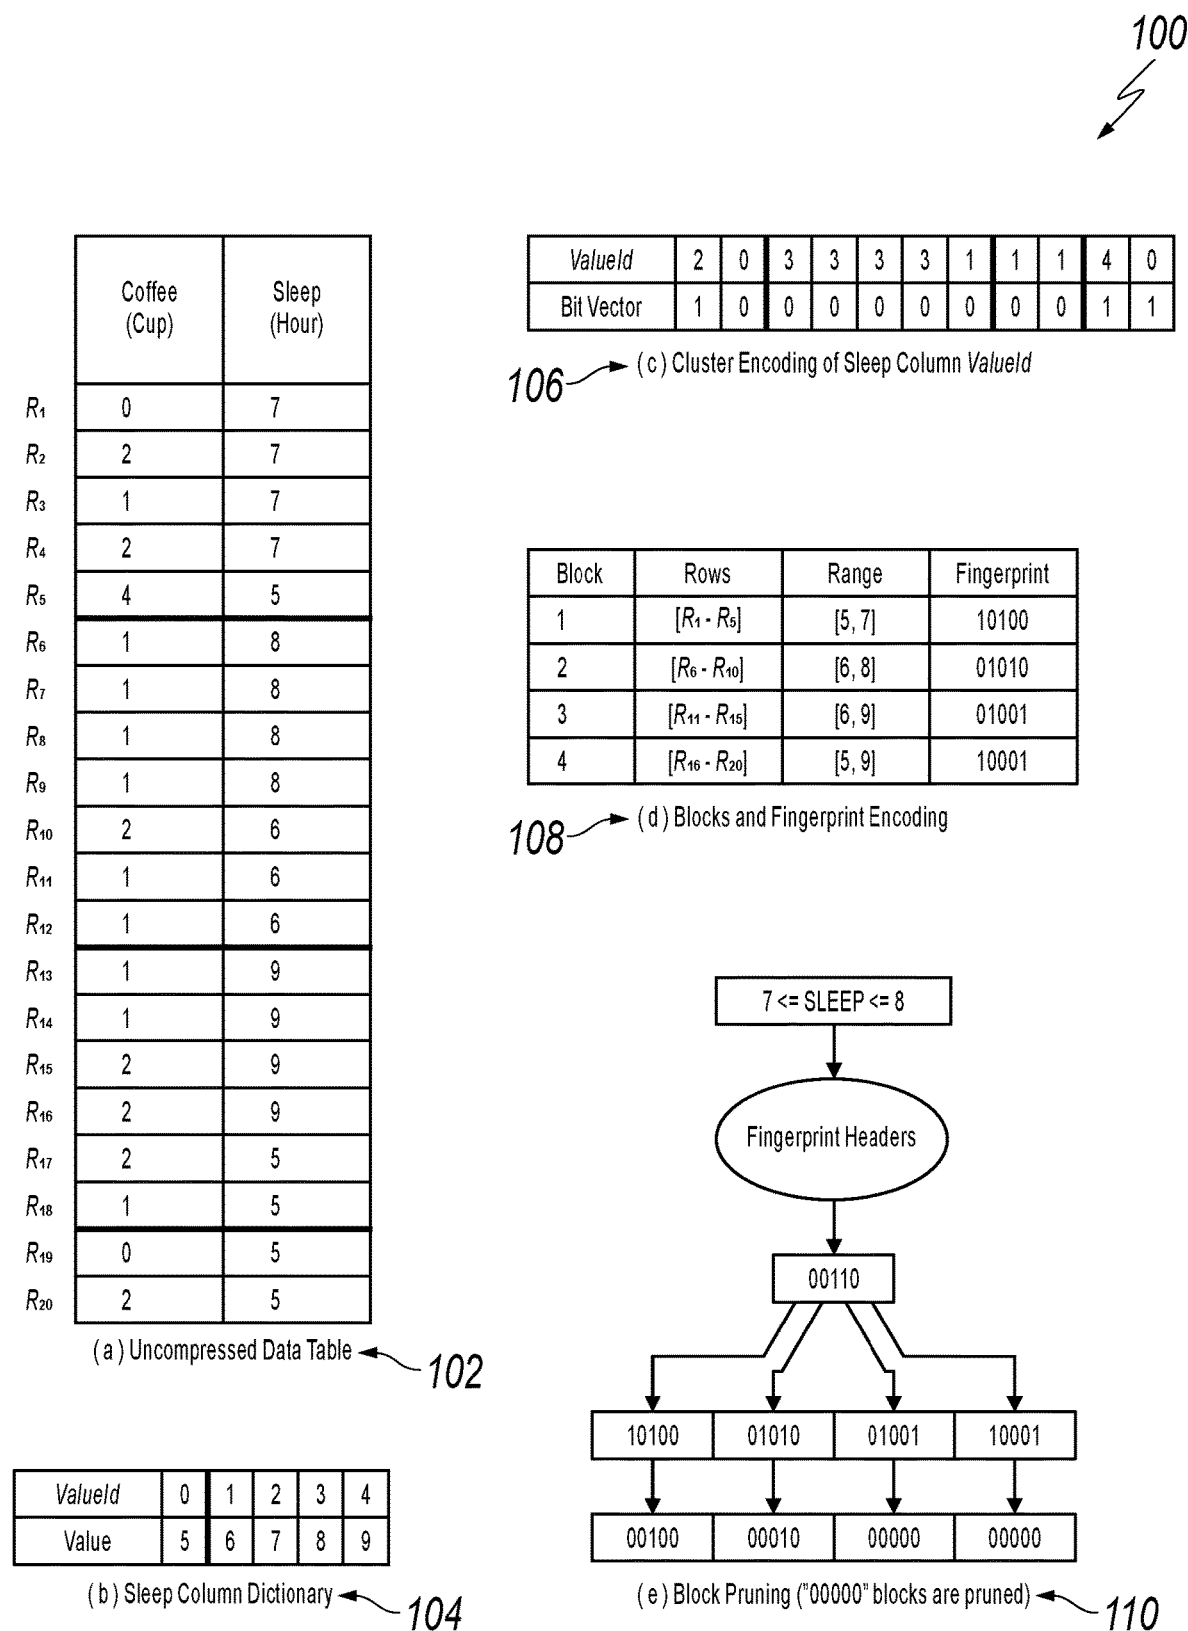 100
Coffee (Cup) Sleep (Hour)
R1 0 7
R2 2 7
R3 1 7
R4 2 7
R5 4 5
R6 1 8
R7 1 8
R8 1 8
R9 1 8
R10 2 6
R11 1 6
R12 1 6
R13 1 9
R14 1 9
R15 2 9
R16 2 9
R17 2 5
R18 1 5
R19 0 5
R20 2 5
(a) Uncompressed Data Table
102
ValueId 0 1 2 3 4
Value 5 6 7 8 9
(b) Sleep Column Dictionary
104
ValueId 2 0 3 3 3 3 1 1 1 4 0
Bit Vector 1 0 0 0 0 0 0 0 0 1 1
106
(c) Cluster Encoding of Sleep Column ValueId
Block Rows Range Fingerprint
1 [R1 - R5] [5, 7] 10100
2 [R6 - R10] [6, 8] 01010
3 [R11 - R15] [6, 9] 01001
4 [R16 - R20] [5, 9] 10001
108
(d) Blocks and Fingerprint Encoding
7 <= SLEEP <= 8
Fingerprint Headers
00110
10100 01010 01001 10001
00100 00010 00000 00000
(e) Block Pruning ("00000" blocks are pruned)
110